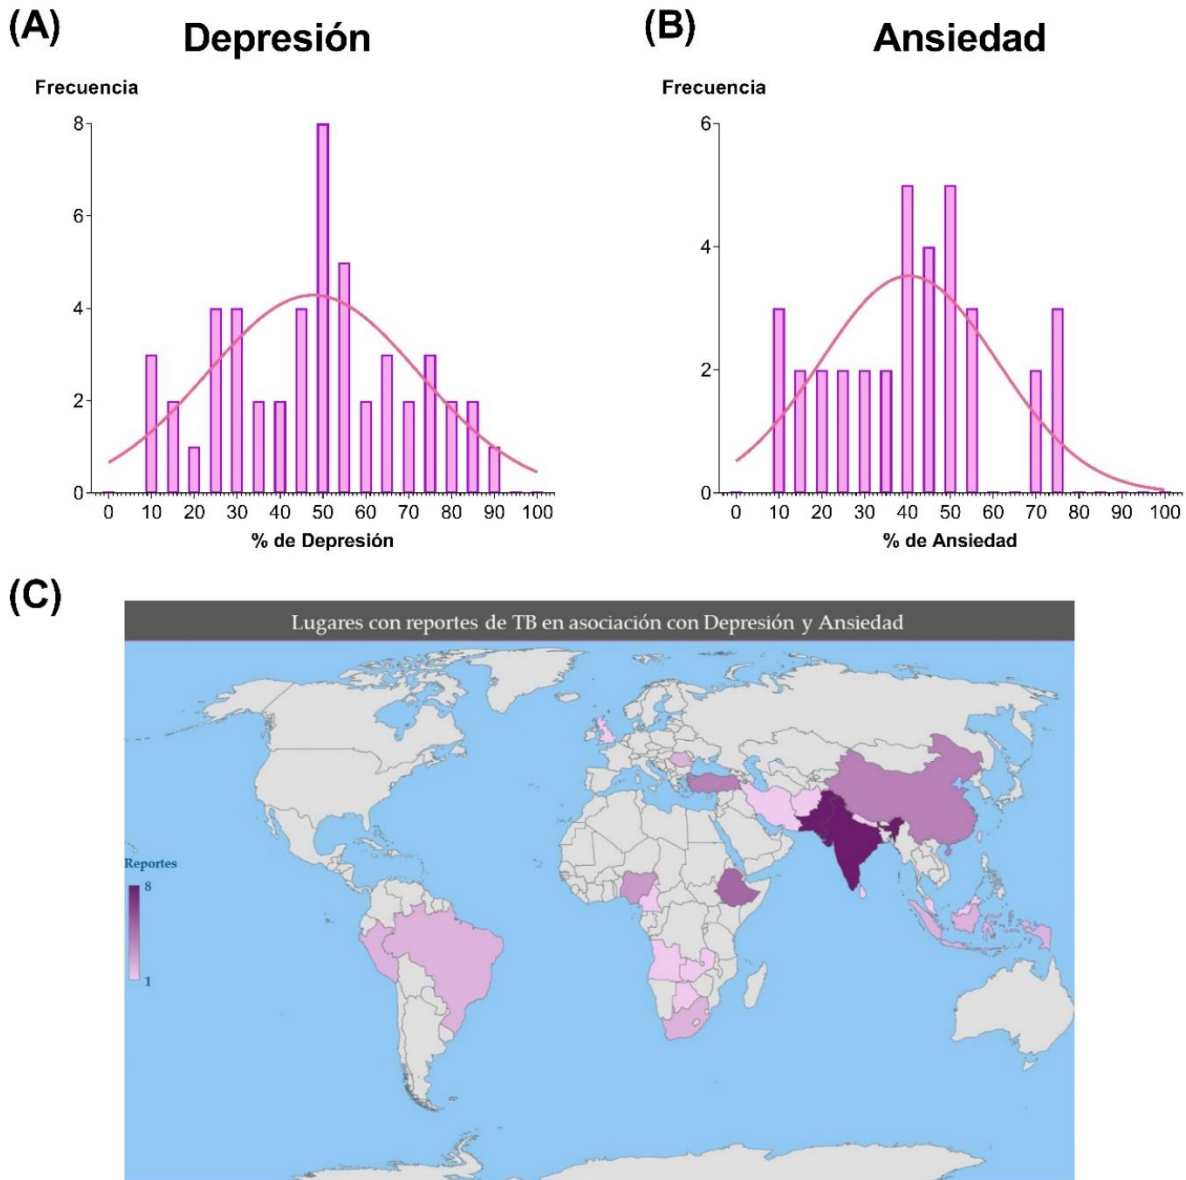 (A)
Depresión
Frecuencia
8
6
4
2
0
0 10 20 30 40 50 60 70 80 90 100
% de Depresión
(B)
Ansiedad
Frecuencia
6
4
2
0
0 10 20 30 40 50 60 70 80 90 100
% de Ansiedad
(C)
Lugares con reportes de TB en asociación con Depresión y Ansiedad
Reportes
8
1